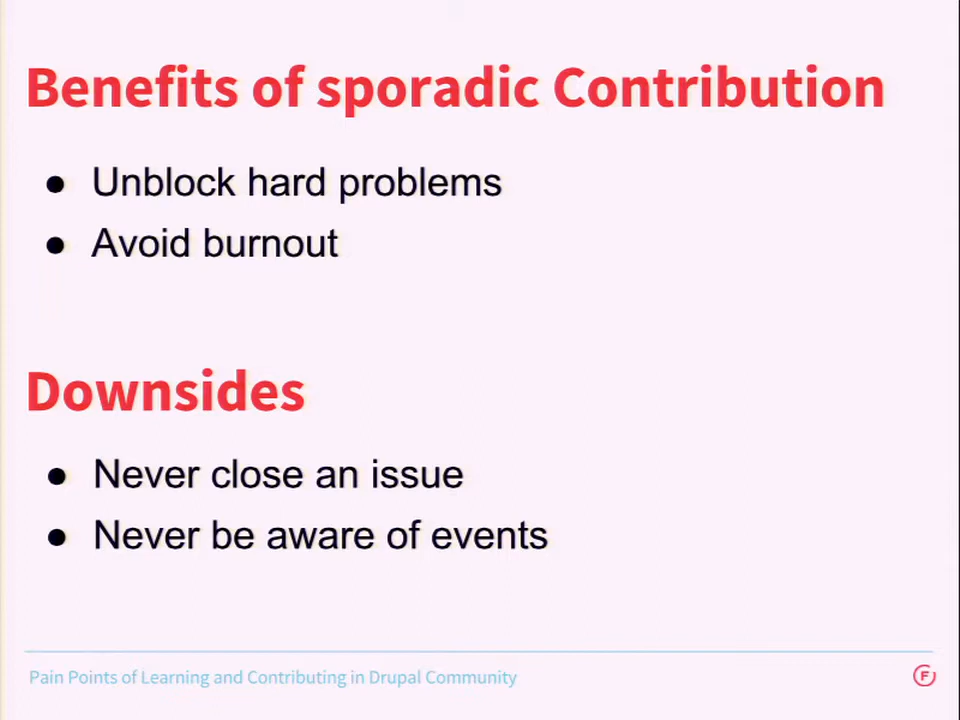 Benefits of sporadic Contribution
● Unblock hard problems
● Avoid burnout
Downsides
● Never close an issue
● Never be aware of events
Pain Points of Learning and Contributing in Drupal Community
F